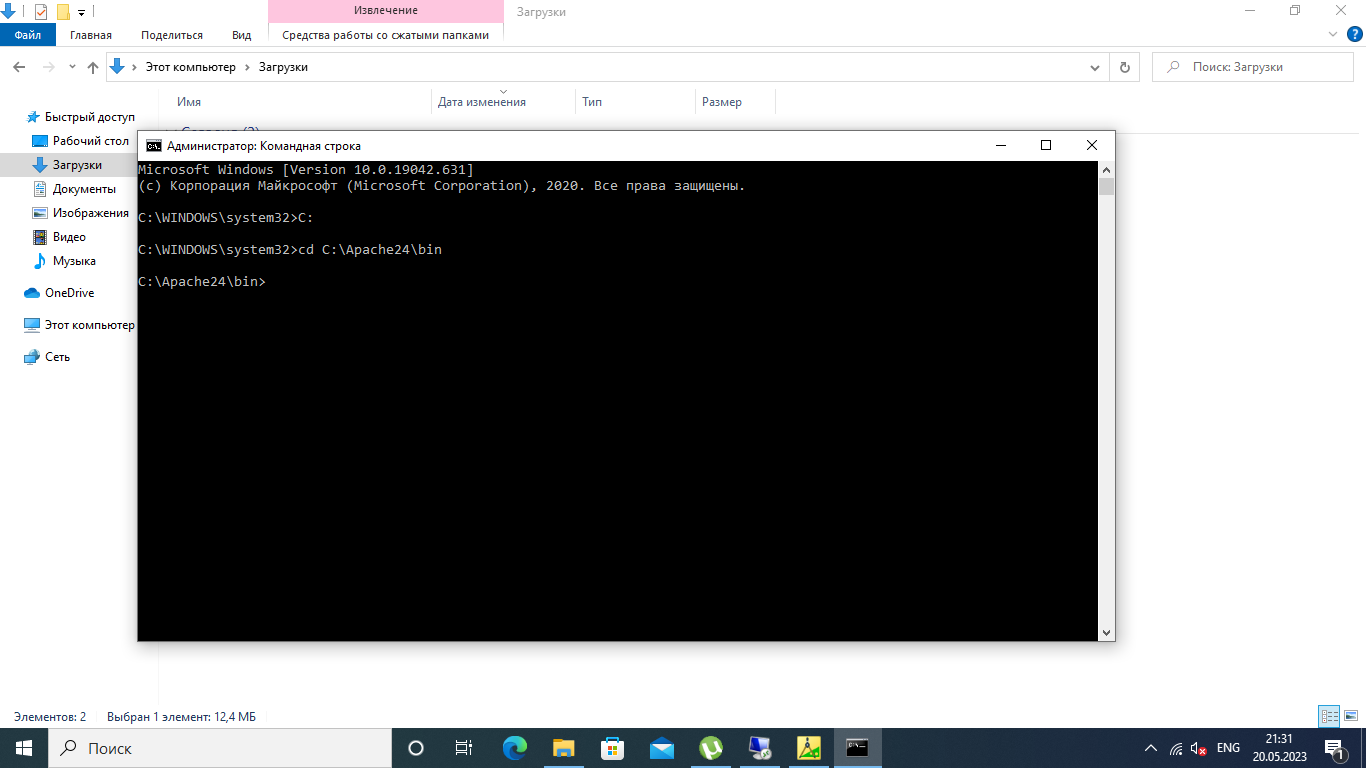 Извлечение
Загрузки
Файл
Главная
Поделиться
Вид
Средства работы со сжатыми папками
Этот компьютер
Загрузки
Поиск: Загрузки
Имя
Дата изменения
Тип
Размер
Быстрый доступ
Рабочий стол
Загрузки
Документы
Изображения
Видео
Музыка
OneDrive
Этот компьютер
Сеть
Администратор: Командная строка
Microsoft Windows [Version 10.0.19042.631]
(c) Корпорация Майкрософт (Microsoft Corporation), 2020. Все права защищены.
C:\WINDOWS\system32>C:
C:\WINDOWS\system32>cd C:\Apache24\bin
C:\Apache24\bin>
Элементов: 2
Выбран 1 элемент: 12,4 МБ
Поиск
ENG
21:31
20.05.2023
1